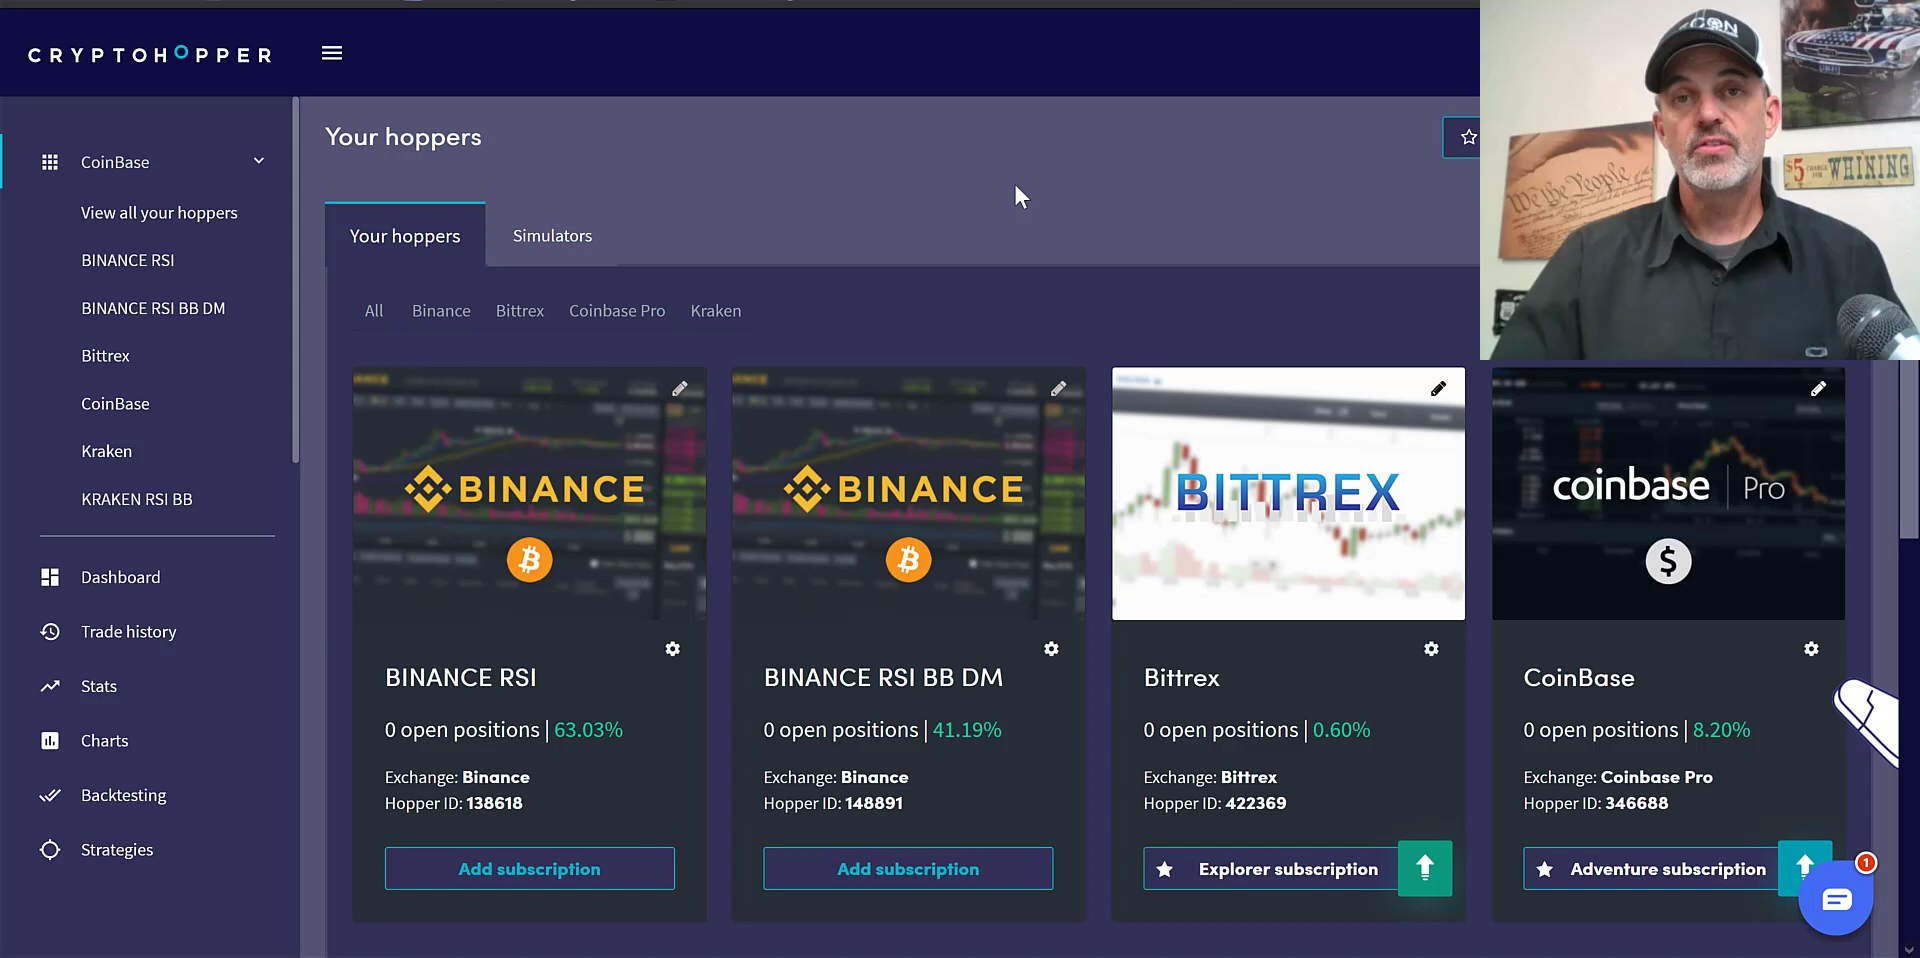 CRYPTOHOPPER
CoinBase
View all your hoppers
BINANCE RSI
BINANCE RSI BB DM
Bittrex
CoinBase
Kraken
KRAKEN RSI BB
Dashboard
Trade history
Stats
Charts
Backtesting
Strategies
Your hoppers
Your hoppers
Simulators
All
Binance
Bittrex
Coinbase Pro
Kraken
BINANCE
BINANCE RSI
0 open positions | 63.03%
Exchange: Binance
Hopper ID: 138618
Add subscription
BINANCE
BINANCE RSI BB DM
0 open positions | 41.19%
Exchange: Binance
Hopper ID: 148891
Add subscription
BITTREX
Bittrex
0 open positions | 0.60%
Exchange: Bittrex
Hopper ID: 422369
Explorer subscription
coinbase | Pro
$
CoinBase
0 open positions | 8.20%
Exchange: Coinbase Pro
Hopper ID: 346688
Adventure subscription
1
We the People
$5 CHARGE
FOR
WHINING